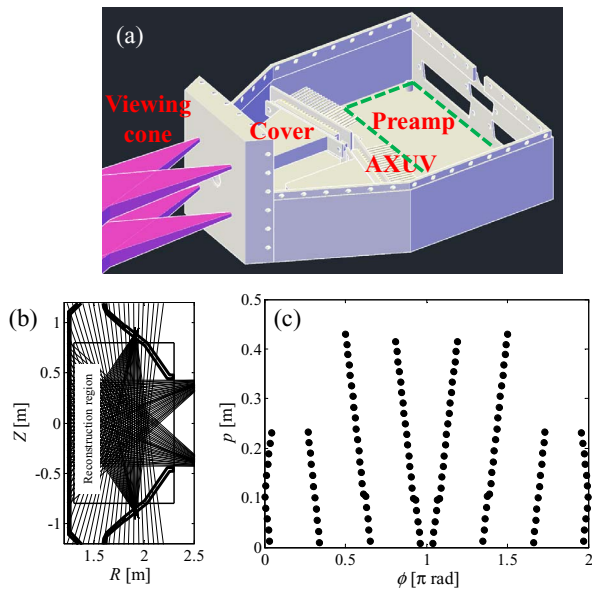 (a)
Viewing
cone
Cover
Preamp
AXUV
(b)
1
0.5
0
-0.5
-1
Z [m]
Reconstruction region
1.5 2 2.5
R [m]
(c)
0.5
0.4
0.3
0.2
0.1
0
p [m]
0 0.5 1 1.5 2
ϕ [π rad]